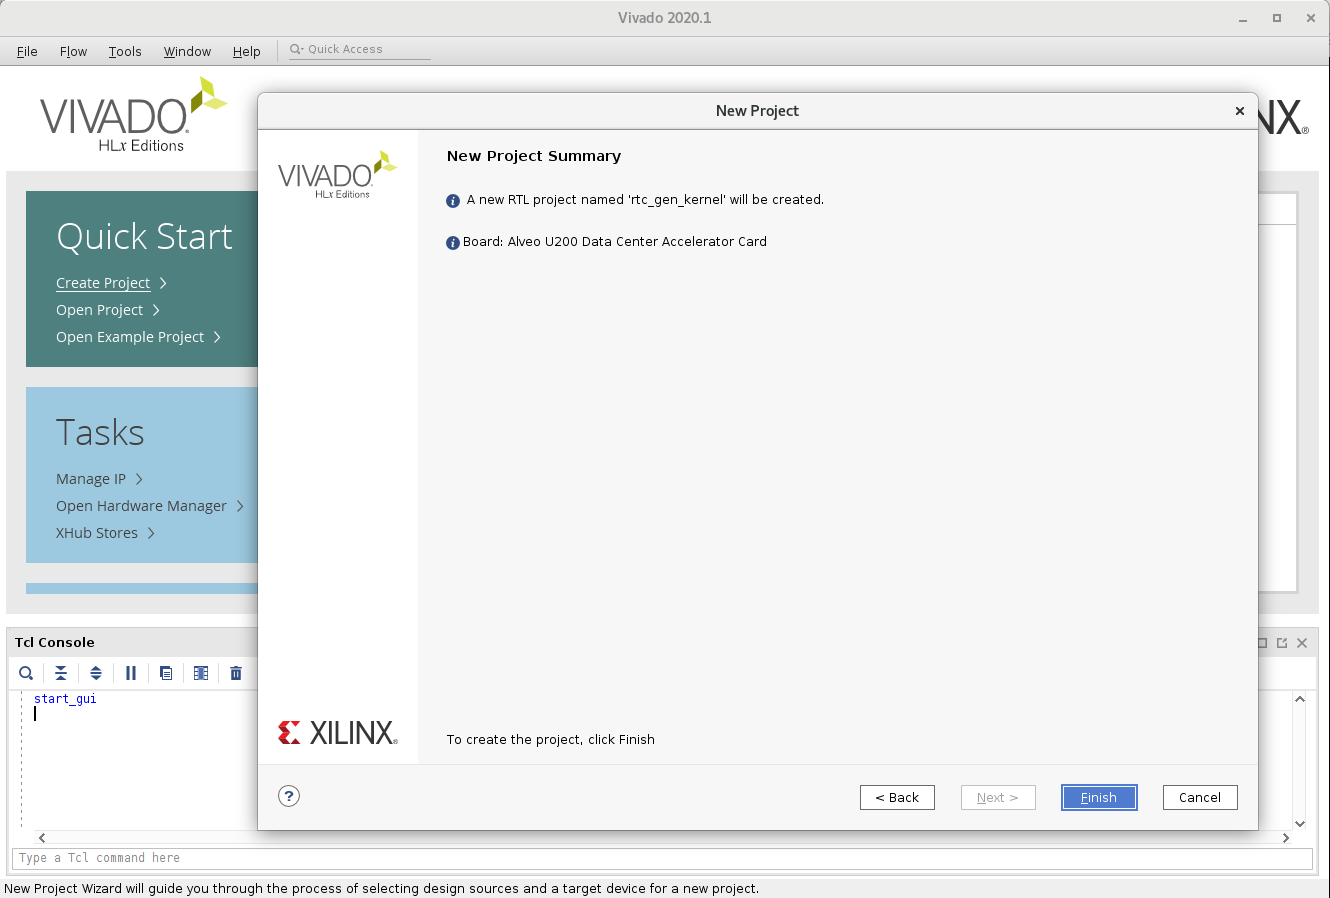 Vivado 2020.1
File Flow Tools Window Help Quick Access
VIVADO
HLx Editions
NX
New Project
VIVADO
HLx Editions
New Project Summary
A new RTL project named 'rtc_gen_kernel' will be created.
Board: Alveo U200 Data Center Accelerator Card
Quick Start
Create Project
Open Project
Open Example Project
Tasks
Manage IP
Open Hardware Manager
XHub Stores
XILINX
To create the project, click Finish
? < Back Next > Finish Cancel
Tcl Console
start_gui
Type a Tcl command here
New Project Wizard will guide you through the process of selecting design sources and a target device for a new project.